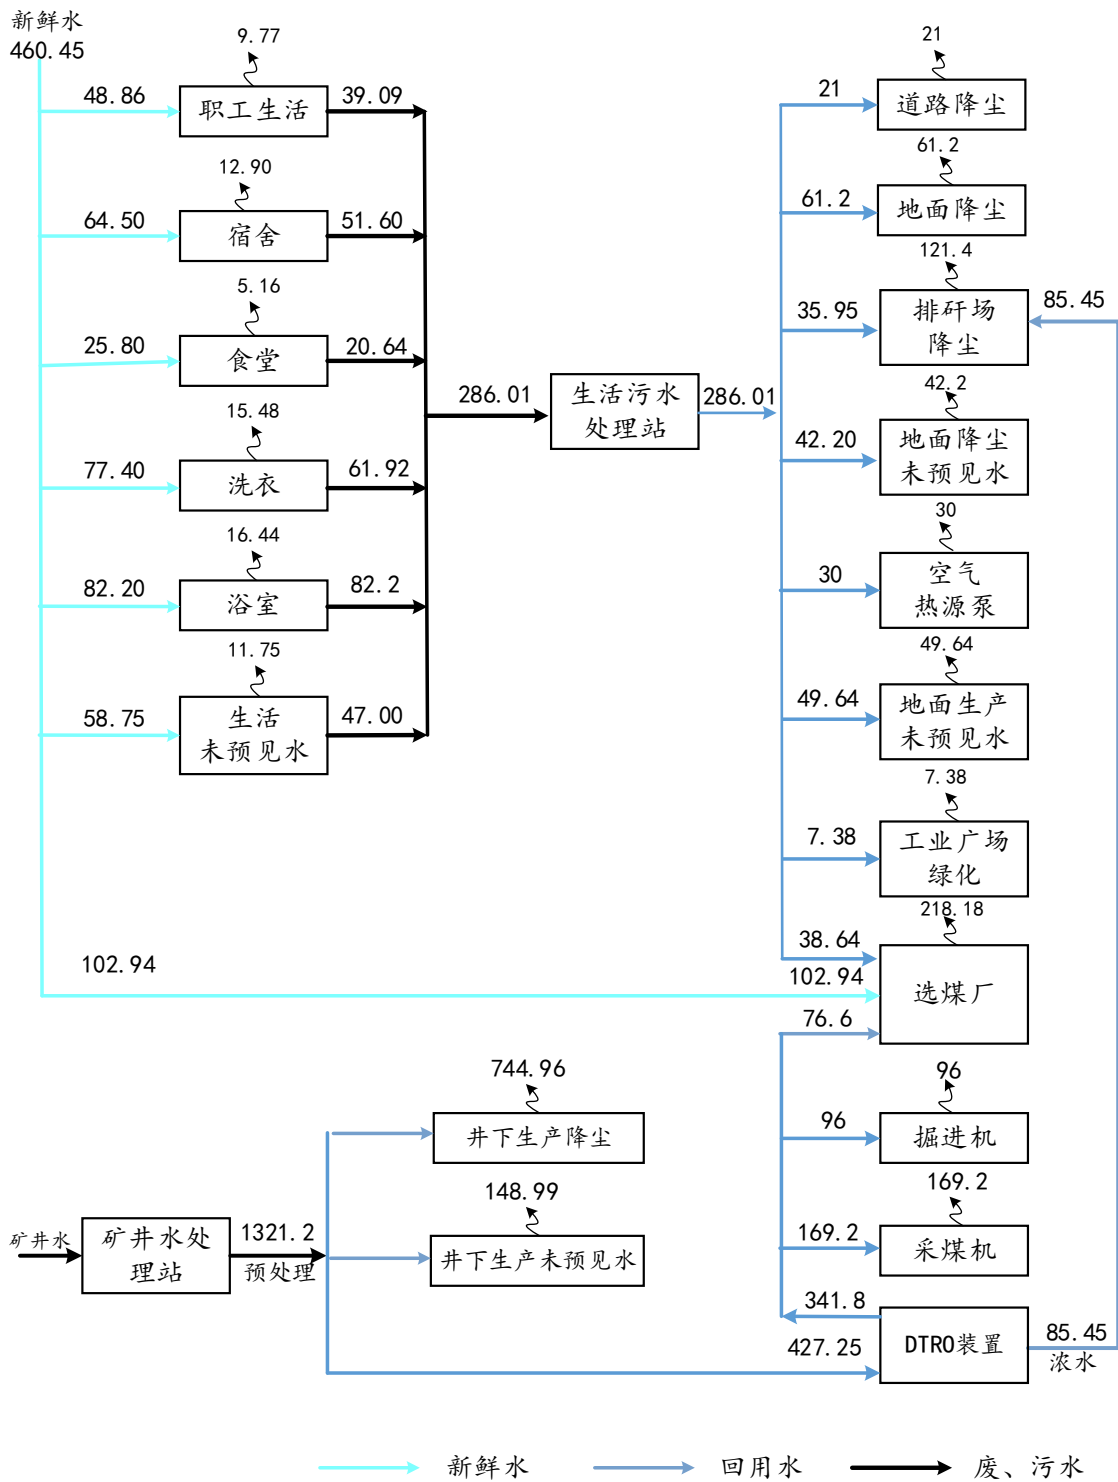 新鲜水
460.45
9.77
48.86
职工生活
39.09
12.90
64.50
宿舍
51.60
5.16
25.80
食堂
20.64
15.48
77.40
洗衣
61.92
16.44
82.20
浴室
82.2
11.75
58.75
生活
未预见水
47.00
286.01
生活污水
处理站
286.01
21
21
道路降尘
61.2
61.2
地面降尘
121.4
35.95
排矸场
降尘
85.45
42.2
42.20
地面降尘
未预见水
30
30
空气
热源泵
49.64
49.64
地面生产
未预见水
7.38
7.38
工业广场
绿化
218.18
38.64
102.94
102.94
选煤厂
76.6
744.96
井下生产降尘
96
96
掘进机
148.99
井下生产未预见水
169.2
169.2
采煤机
矿井水
矿井水处
理站
1321.2
预处理
341.8
427.25
DTRO装置
85.45
浓水
新鲜水
回用水
废、污水